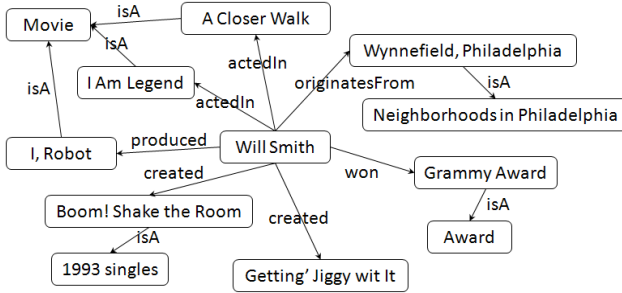 isA
A Closer Walk
Movie
isA
actedIn
Wynnefield, Philadelphia
I Am Legend
originatesFrom
isA
isA
actedIn
Neighborhoods in Philadelphia
produced
I, Robot
Will Smith
created
won
Grammy Award
Boom! Shake the Room
created
isA
isA
Award
1993 singles
Getting’ Jiggy wit It